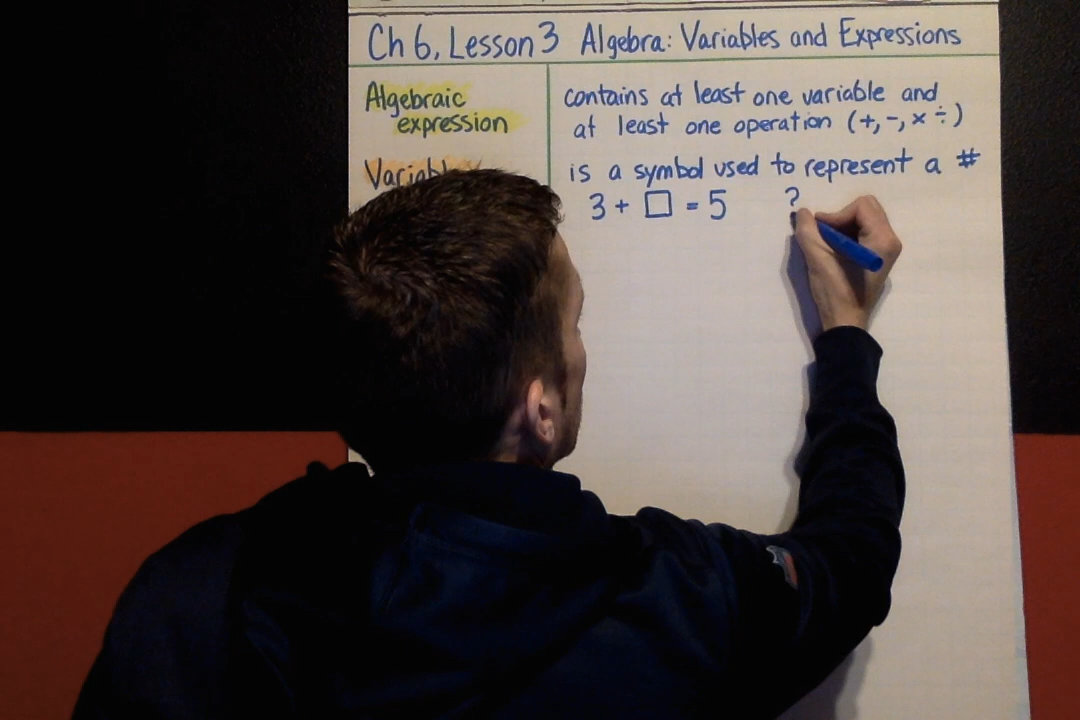 Ch 6, Lesson 3 Algebra: Variables and Expressions
Algebraic
expression
contains at least one variable and
at least one operation (+, -, × ÷)
is a symbol used to represent a #
3 + □ = 5 ?